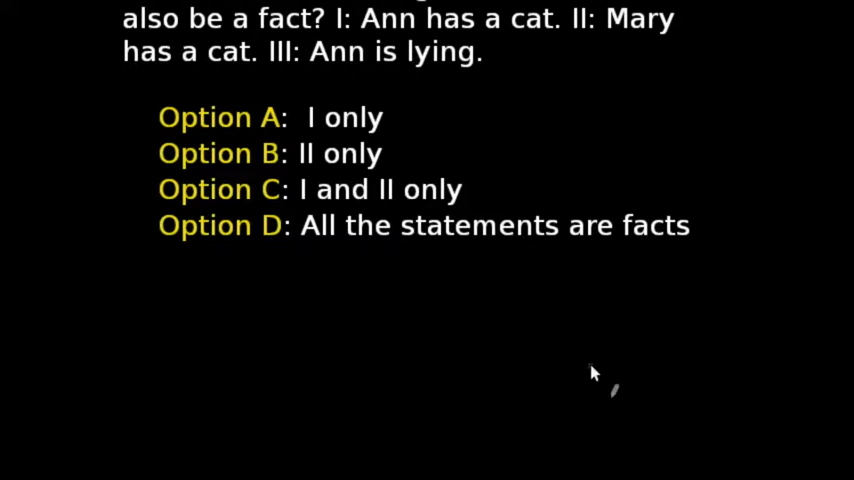 also be a fact? I: Ann has a cat. II: Mary
has a cat. III: Ann is lying.
Option A: I only
Option B: II only
Option C: I and II only
Option D: All the statements are facts